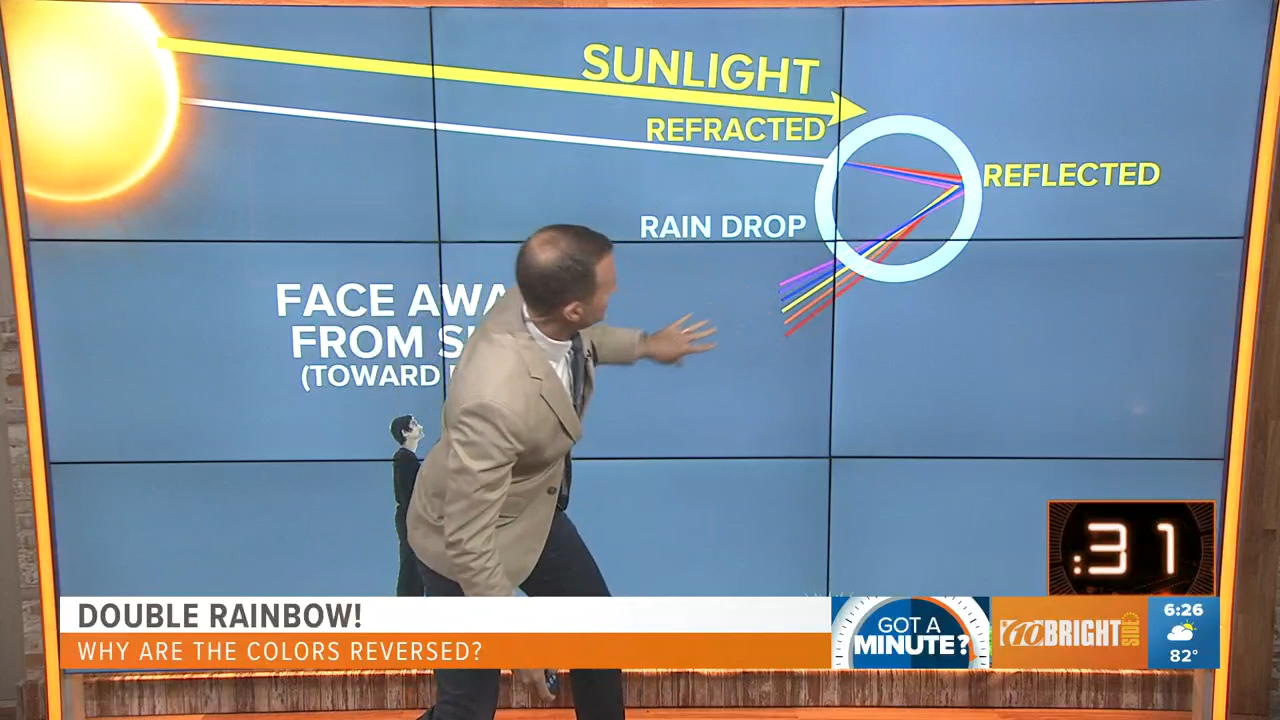 SUNLIGHT
REFRACTED
REFLECTED
RAIN DROP
FACE AWA
FROM S
(TOWARD
:31
DOUBLE RAINBOW!
WHY ARE THE COLORS REVERSED?
GOT A
MINUTE?
10 BRIGHT SIDE
6:26
82°